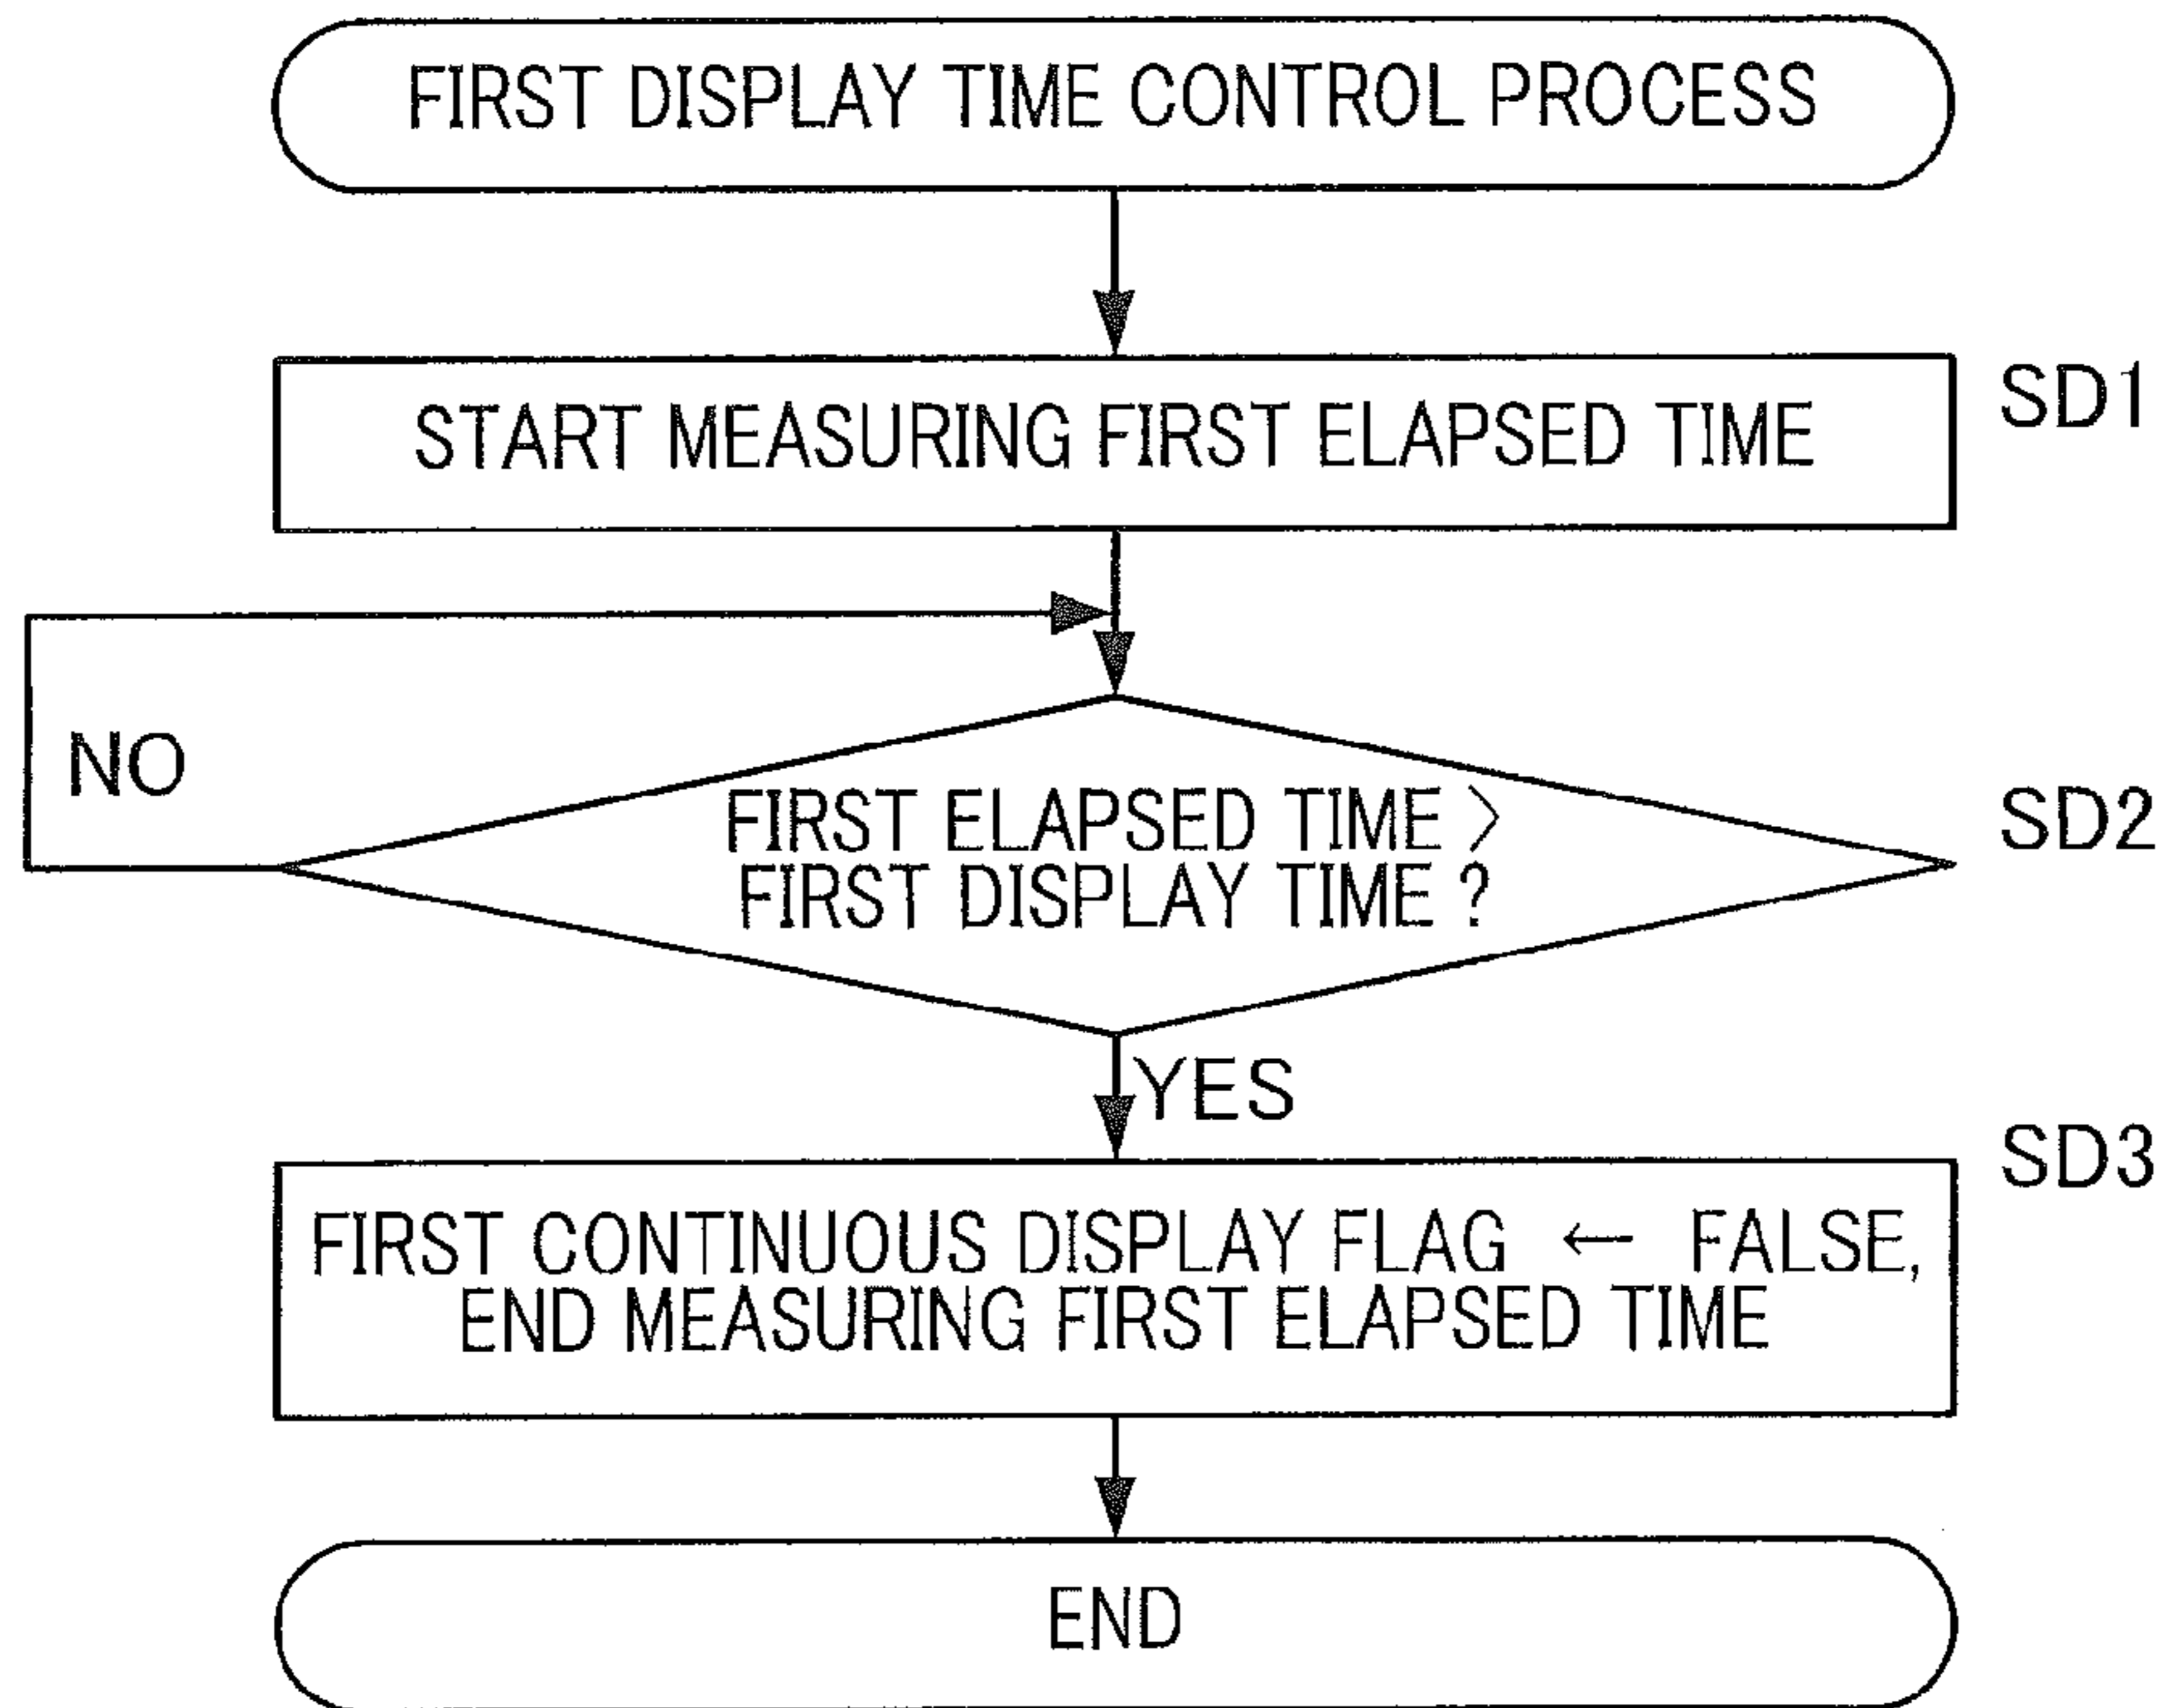 FIRST DISPLAY TIME CONTROL PROCESS
START MEASURING FIRST ELAPSED TIME
SD1
NO
FIRST ELAPSED TIME >
FIRST DISPLAY TIME ?
SD2
YES
SD3
FIRST CONTINUOUS DISPLAY FLAG ← FALSE,
END MEASURING FIRST ELAPSED TIME
END